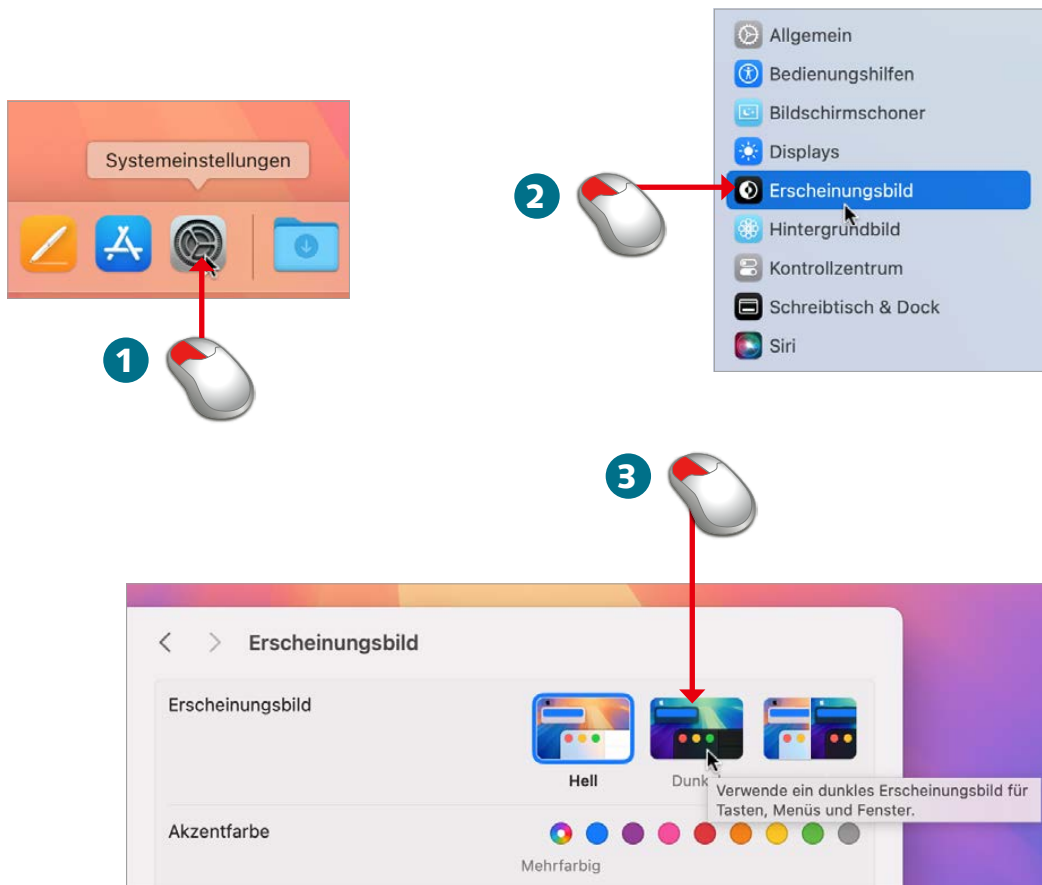 Systemeinstellungen
1
2
Allgemein
Bedienungshilfen
Bildschirmschoner
Displays
Erscheinungsbild
Hintergrundbild
Kontrollzentrum
Schreibtisch & Dock
Siri
3
Erscheinungsbild
Erscheinungsbild
Hell
Dunk
Verwende ein dunkles Erscheinungsbild für
Tasten, Menüs und Fenster.
Akzentfarbe
Mehrfarbig